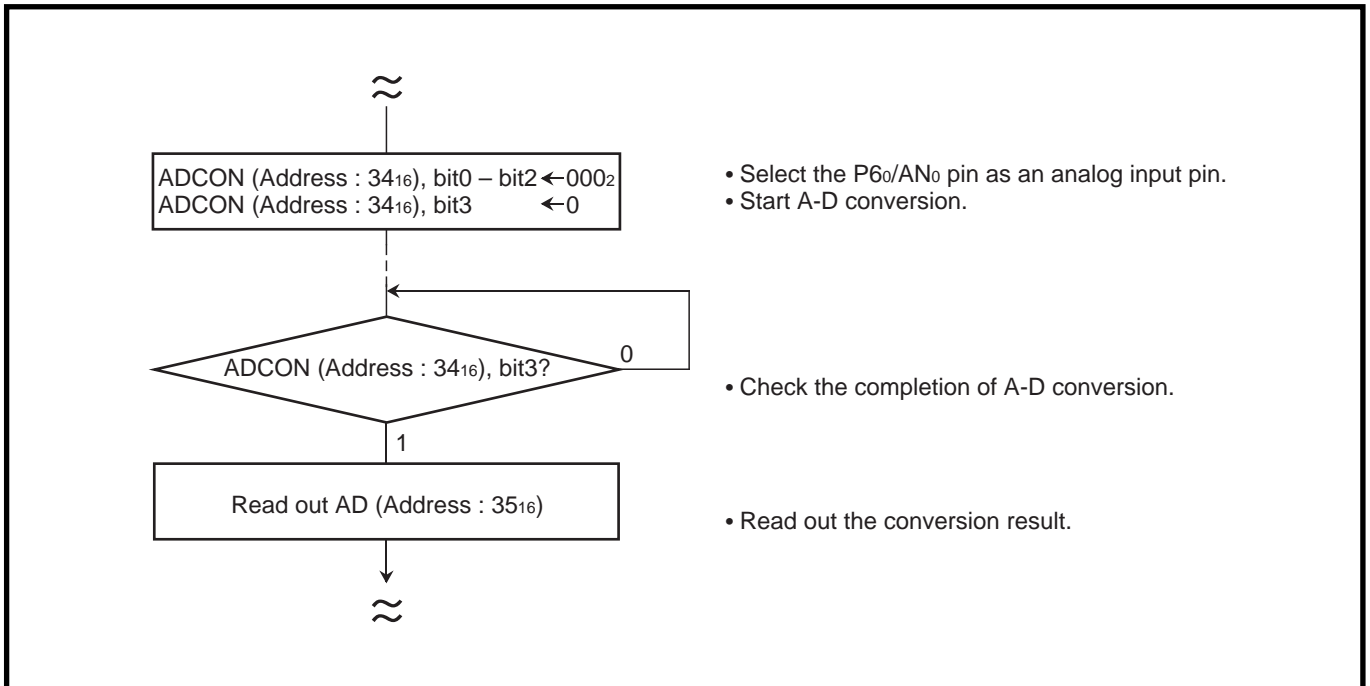 ADCON (Address : 34₁₆), bit0 – bit2 ←000₂
ADCON (Address : 34₁₆), bit3 ←0
• Select the P6₀/AN₀ pin as an analog input pin.
• Start A-D conversion.
ADCON (Address : 34₁₆), bit3?
0
• Check the completion of A-D conversion.
1
Read out AD (Address : 35₁₆)
• Read out the conversion result.